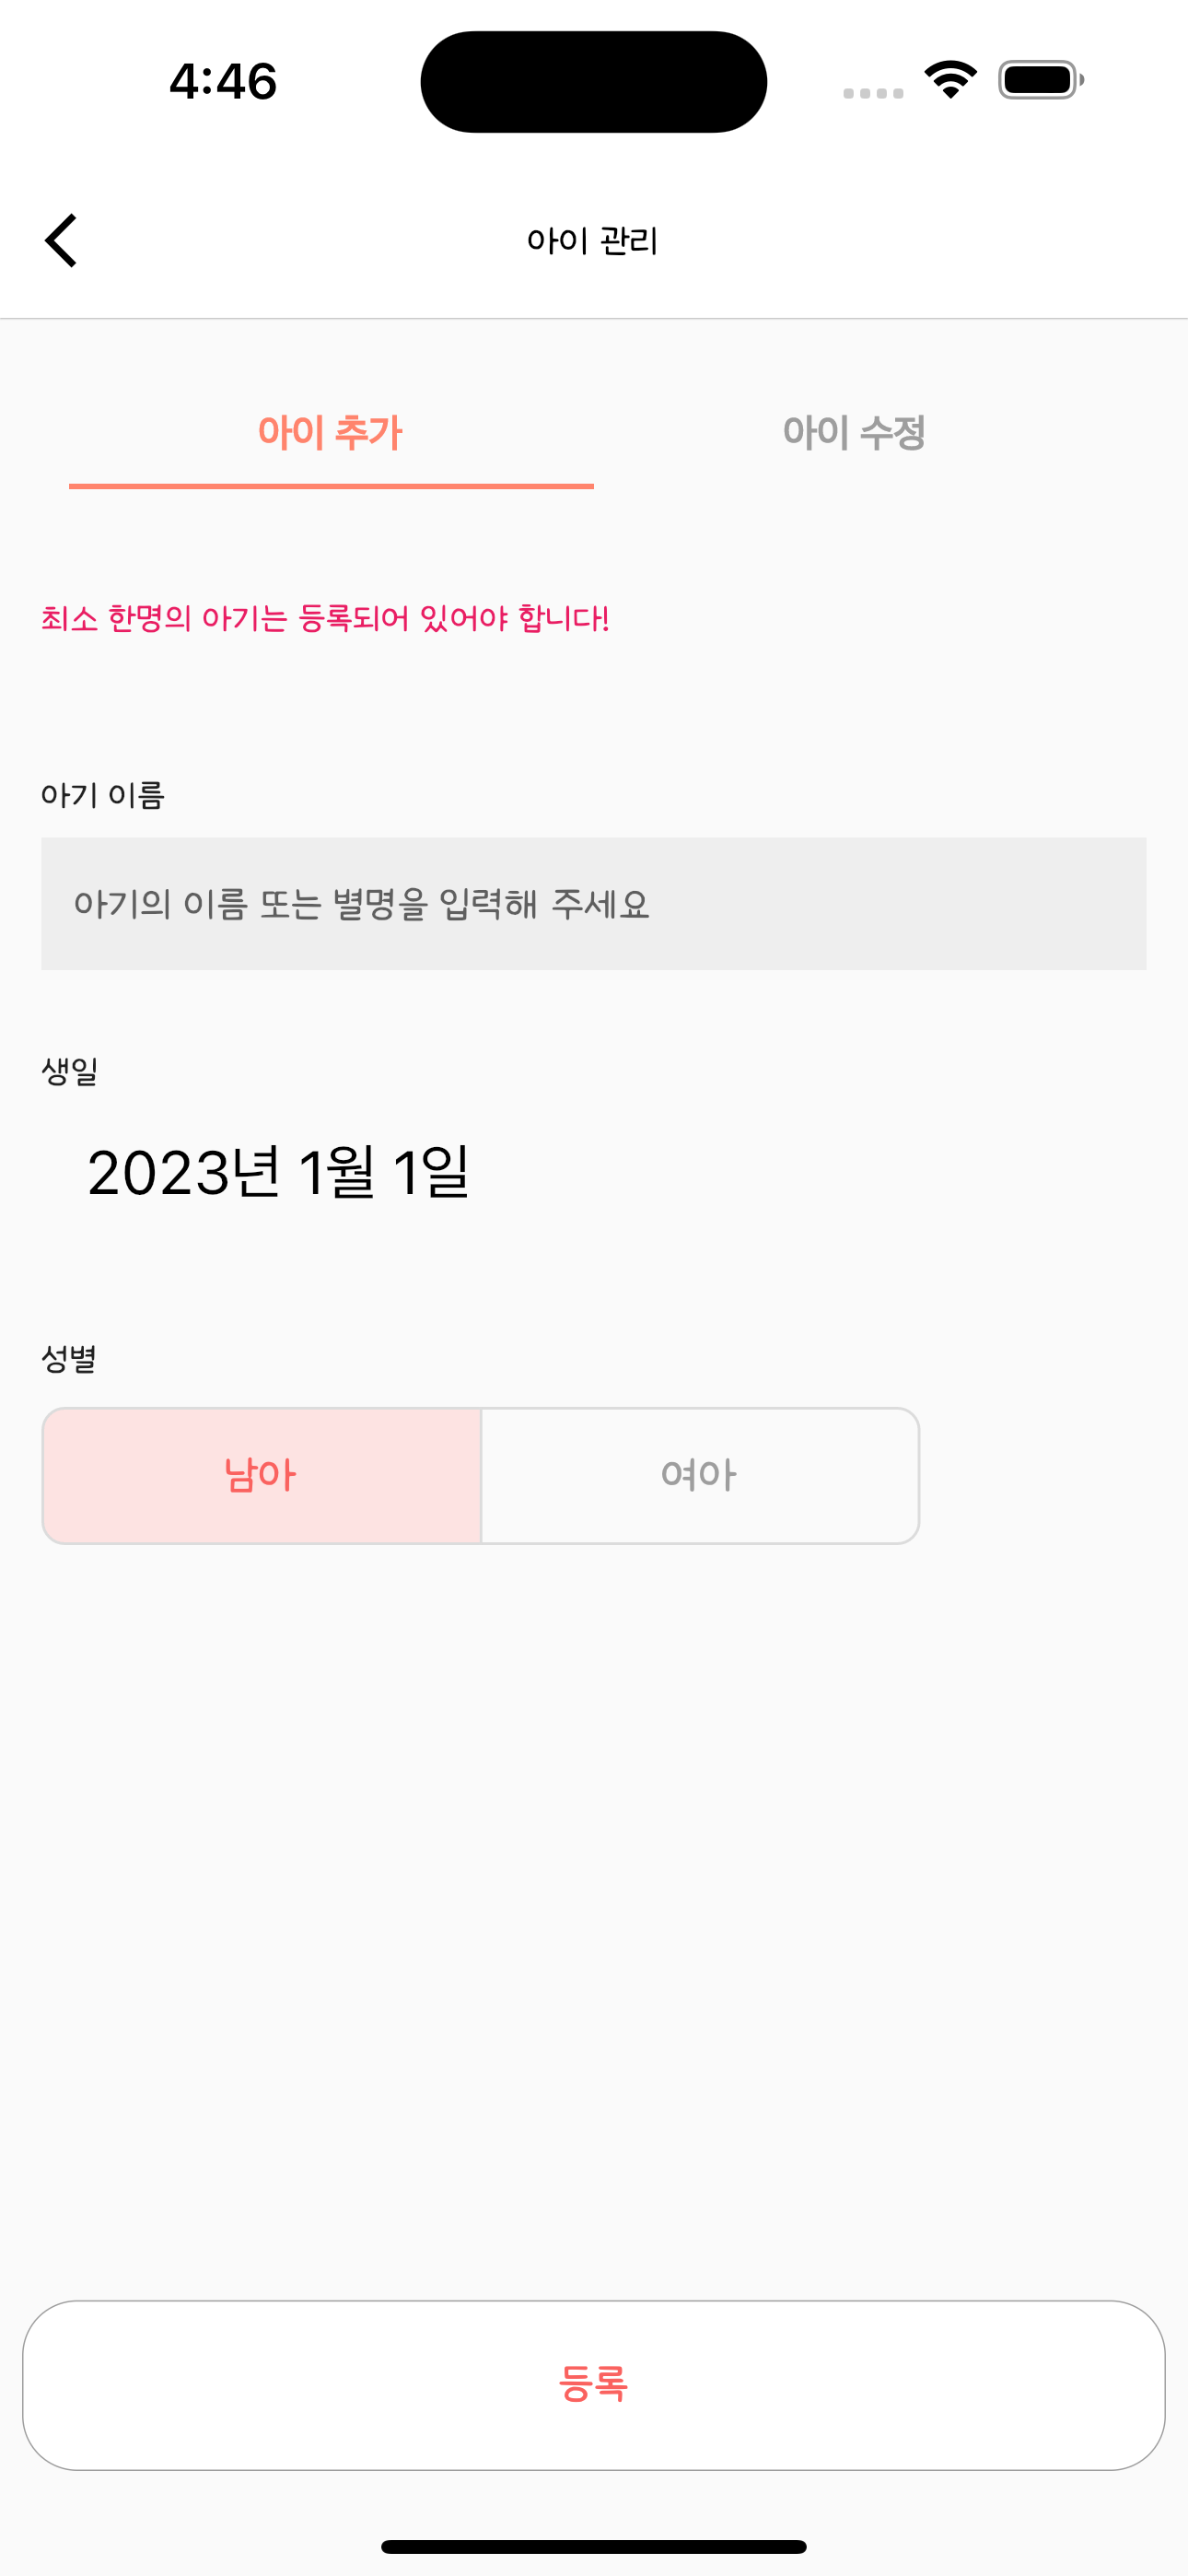 4:46
아이 관리
아이 추가 아이 수정
최소 한명의 아기는 등록되어 있어야 합니다!
아기 이름
아기의 이름 또는 별명을 입력해 주세요
생일
2023년 1월 1일
성별
남아 여아
등록